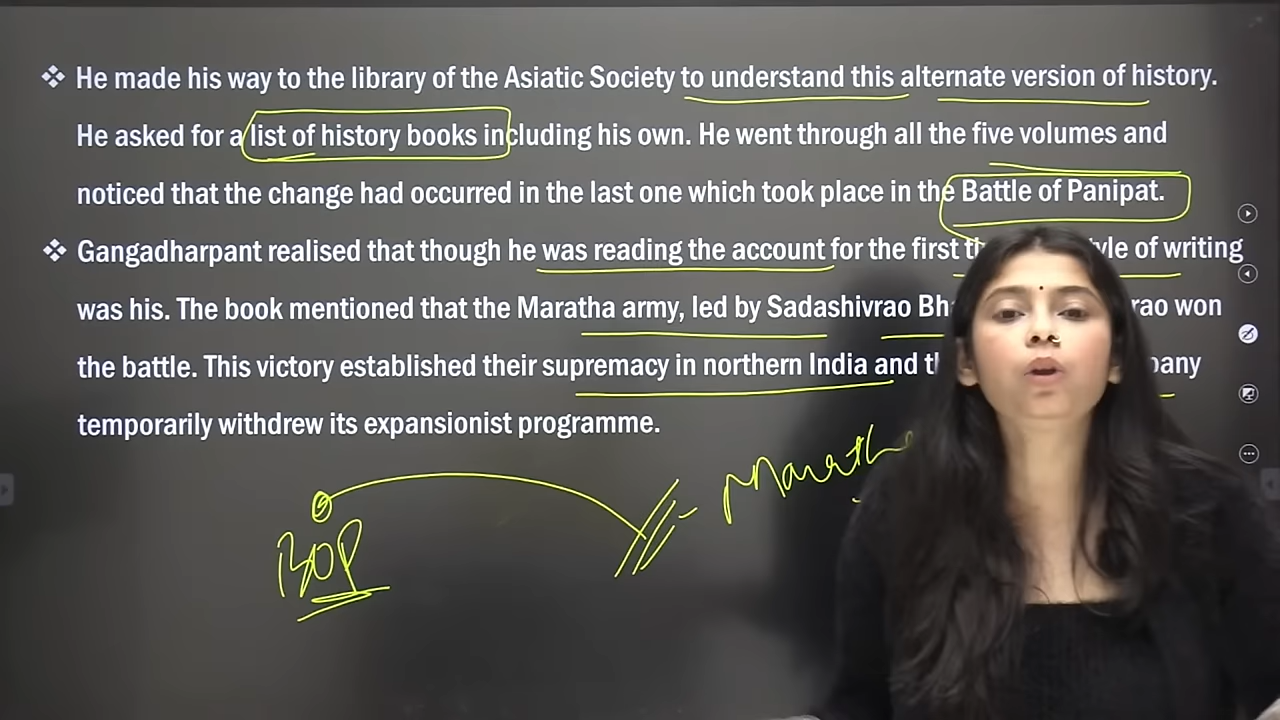 ❖ He made his way to the library of the Asiatic Society to understand this alternate version of history.
He asked for a list of history books including his own. He went through all the five volumes and
noticed that the change had occurred in the last one which took place in the Battle of Panipat.
❖ Gangadharpant realised that though he was reading the account for the first of writing
was his. The book mentioned that the Maratha army, led by Sadashivrao won
the battle. This victory established their supremacy in northern India and
temporarily withdrew its expansionist programme.
BOP